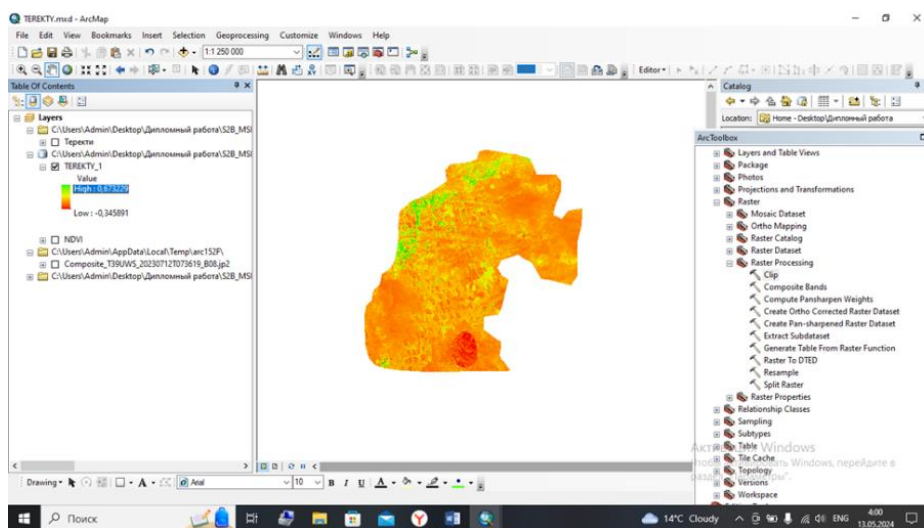 TEREKTY.mxd - ArcMap
File Edit View Bookmarks Insert Selection Geoprocessing Customize Windows Help
1:1 250 000
Editor
Table Of Contents
Layers
C:\Users\Admin\Desktop\Дипломный работа\S2B_MSI
Теректи
C:\Users\Admin\Desktop\Дипломный работа\S2B_MSI
TEREKTY_1
Value
High : 0,673229
Low : -0,345891
NDVI
C:\Users\Admin\AppData\Local\Temp\arc152F\
Composite_T39UWS_20230712T073619_B08.jp2
C:\Users\Admin\Desktop\Дипломный работа\S2B_MSI
Catalog
Location: Home - Desktop\Дипломный работа
ArcToolbox
Layers and Table Views
Package
Photos
Projections and Transformations
Raster
Mosaic Dataset
Ortho Mapping
Raster Catalog
Raster Dataset
Raster Processing
Clip
Composite Bands
Compute Pansharpen Weights
Create Ortho Corrected Raster Dataset
Create Pan-sharpened Raster Dataset
Extract Subdataset
Generate Table From Raster Function
Raster To DTED
Resample
Split Raster
Raster Properties
Relationship Classes
Sampling
Subtypes
Table
Tile Cache
Topology
Versions
Workspace
Windows
Windows, перейдите в
Drawing
Arial
10
B I U A
Поиск
14°C Cloudy
ENG
4:00
13.05.2024